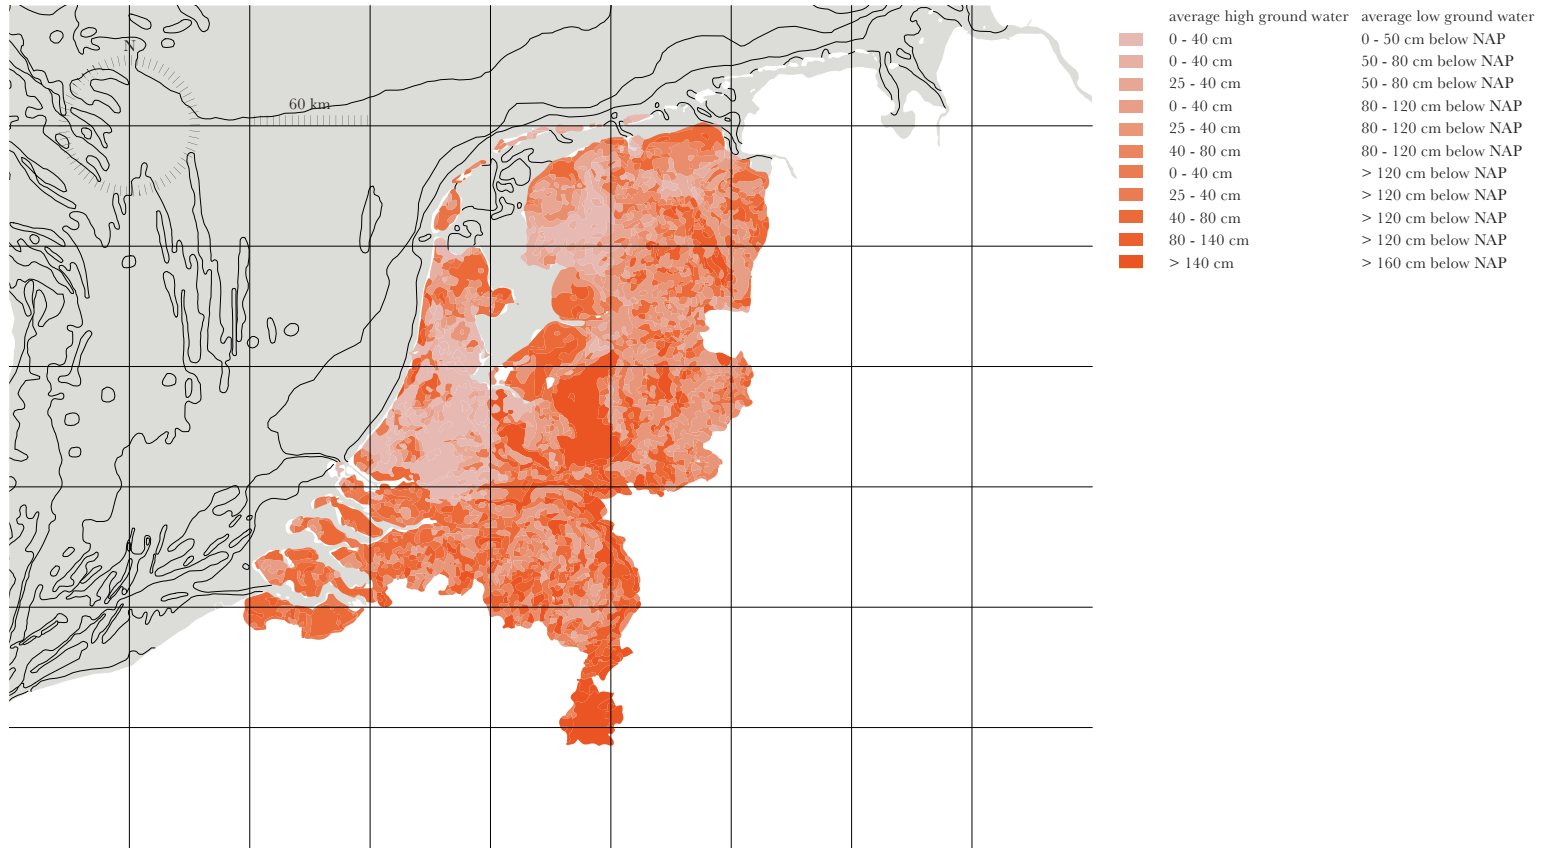 average high ground water average low ground water
0 - 40 cm 0 - 50 cm below NAP
0 - 40 cm 50 - 80 cm below NAP
25 - 40 cm 50 - 80 cm below NAP
0 - 40 cm 80 - 120 cm below NAP
25 - 40 cm 80 - 120 cm below NAP
40 - 80 cm 80 - 120 cm below NAP
0 - 40 cm > 120 cm below NAP
25 - 40 cm > 120 cm below NAP
40 - 80 cm > 120 cm below NAP
80 - 140 cm > 120 cm below NAP
> 140 cm > 160 cm below NAP
N
60 km